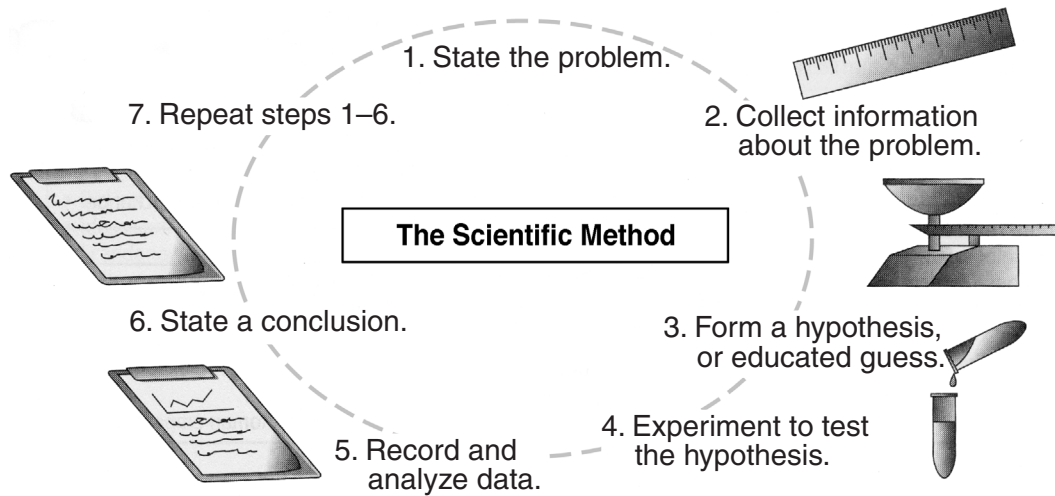 1. State the problem.
2. Collect information
about the problem.
3. Form a hypothesis,
or educated guess.
4. Experiment to test
the hypothesis.
5. Record and
analyze data.
6. State a conclusion.
7. Repeat steps 1–6.
The Scientific Method